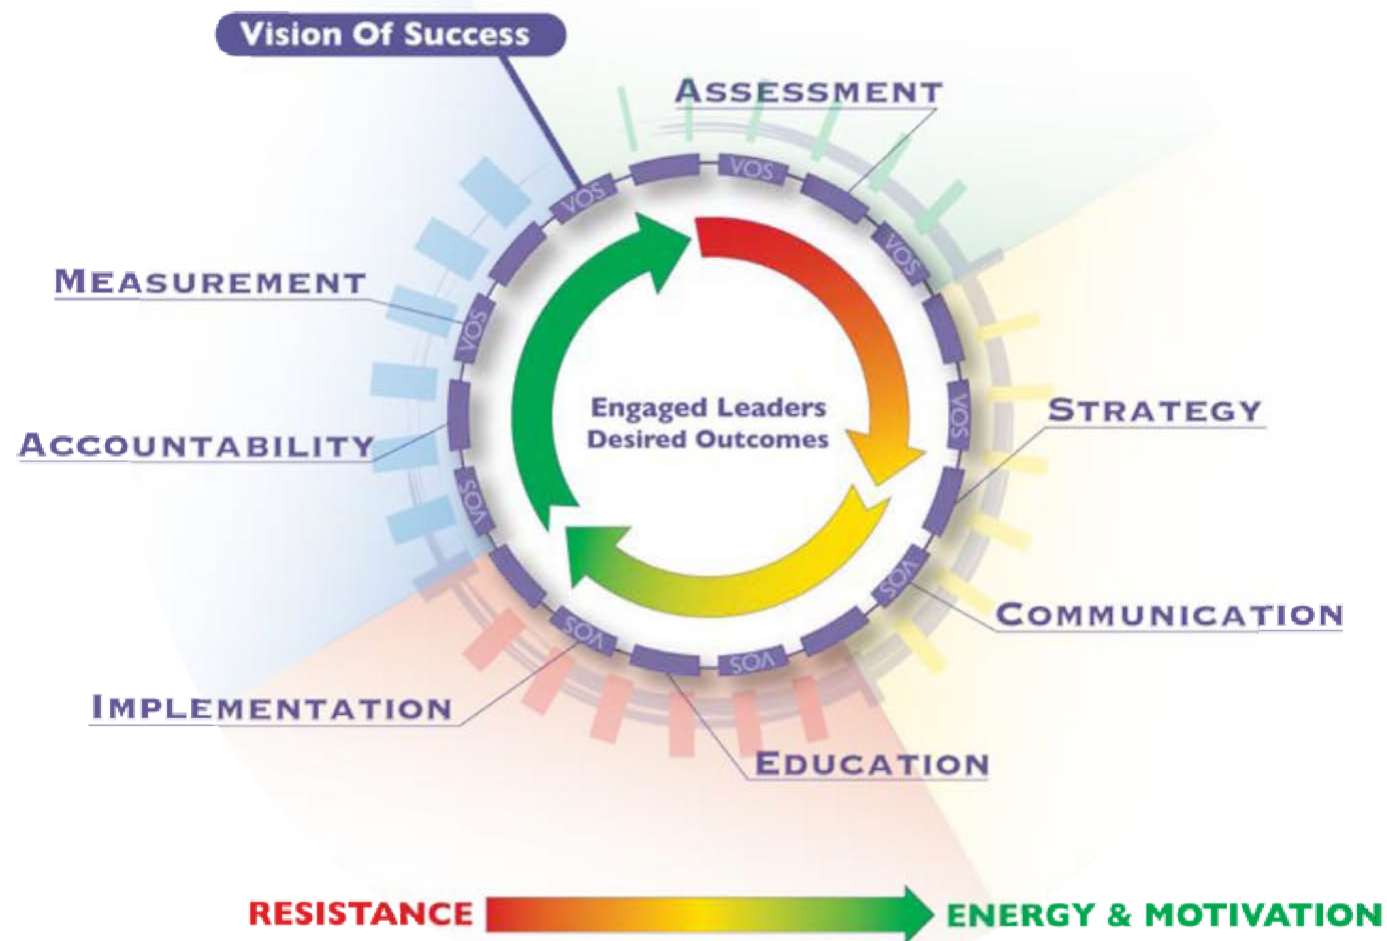 Vision Of Success
ASSESSMENT
VOS
VOS
VOS
MEASUREMENT
VOS
Engaged Leaders
Desired Outcomes
STRATEGY
VOS
ACCOUNTABILITY
VOS
VOS
COMMUNICATION
VOS
VOS
IMPLEMENTATION
EDUCATION
RESISTANCE
ENERGY & MOTIVATION